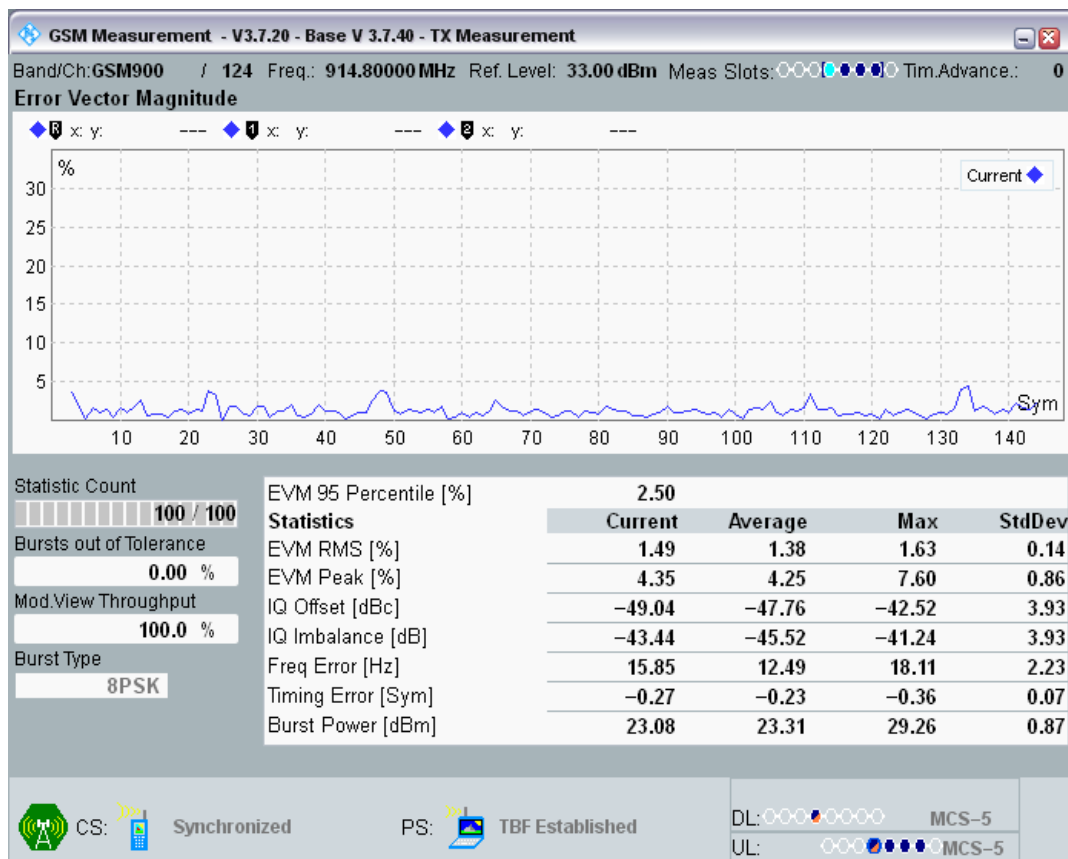 GSM Measurement - V3.7.20 - Base V 3.7.40 - TX Measurement
Band/Ch:GSM900 / 124 Freq.: 914.80000 MHz Ref. Level: 33.00 dBm Meas Slots: Tim.Advance.: 0
Error Vector Magnitude
R x: y: --- 1 x: y: --- 2 x: y: ---
%
Current
30
25
20
15
10
5
Sym
10 20 30 40 50 60 70 80 90 100 110 120 130 140
Statistic Count
100 / 100
Bursts out of Tolerance
0.00 %
Mod.View Throughput
100.0 %
Burst Type
8PSK
EVM 95 Percentile [%] 2.50
Statistics Current Average Max StdDev
EVM RMS [%] 1.49 1.38 1.63 0.14
EVM Peak [%] 4.35 4.25 7.60 0.86
IQ Offset [dBc] −49.04 −47.76 −42.52 3.93
IQ Imbalance [dB] −43.44 −45.52 −41.24 3.93
Freq Error [Hz] 15.85 12.49 18.11 2.23
Timing Error [Sym] −0.27 −0.23 −0.36 0.07
Burst Power [dBm] 23.08 23.31 29.26 0.87
CS: Synchronized PS: TBF Established
DL: MCS−5
UL: MCS−5